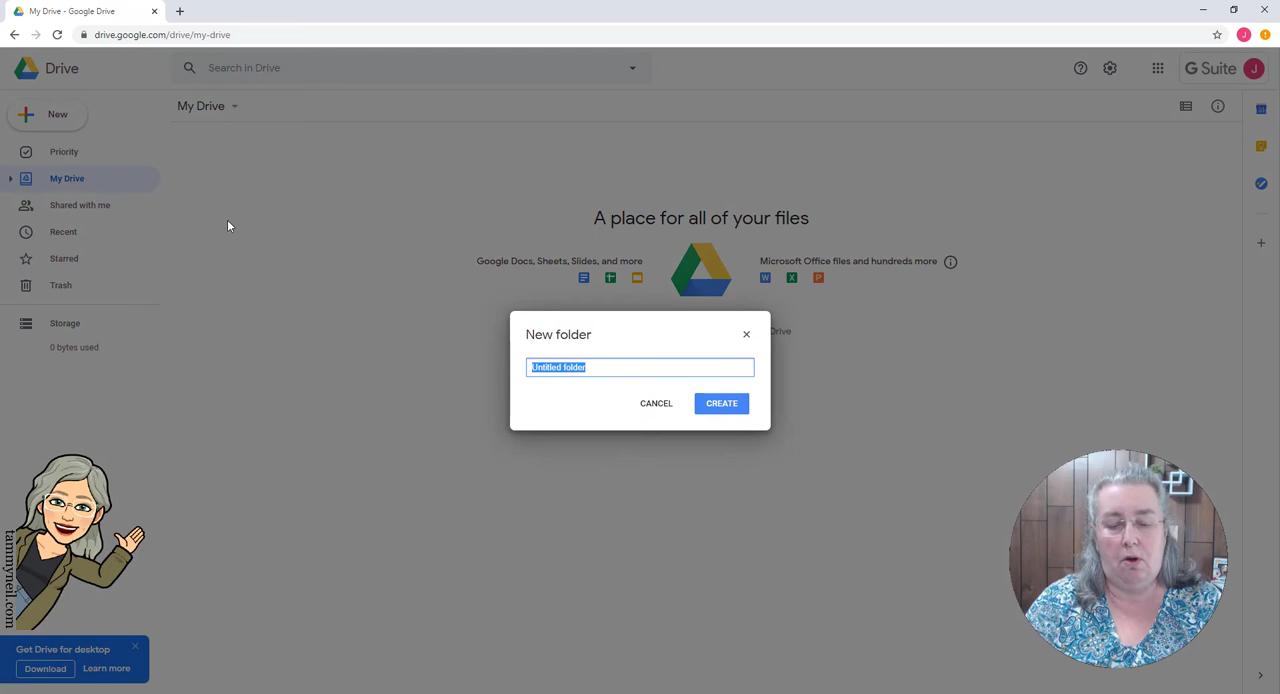 My Drive - Google Drive
drive.google.com/drive/my-drive
J
Drive
Search in Drive
G Suite
J
New
My Drive
Priority
My Drive
Shared with me
Recent
Starred
Trash
Storage
0 bytes used
A place for all of your files
Google Docs, Sheets, Slides, and more
Microsoft Office files and hundreds more
W X P
Drive
New folder
Untitled folder
CANCEL
CREATE
tammyneil.com
Get Drive for desktop
Download
Learn more